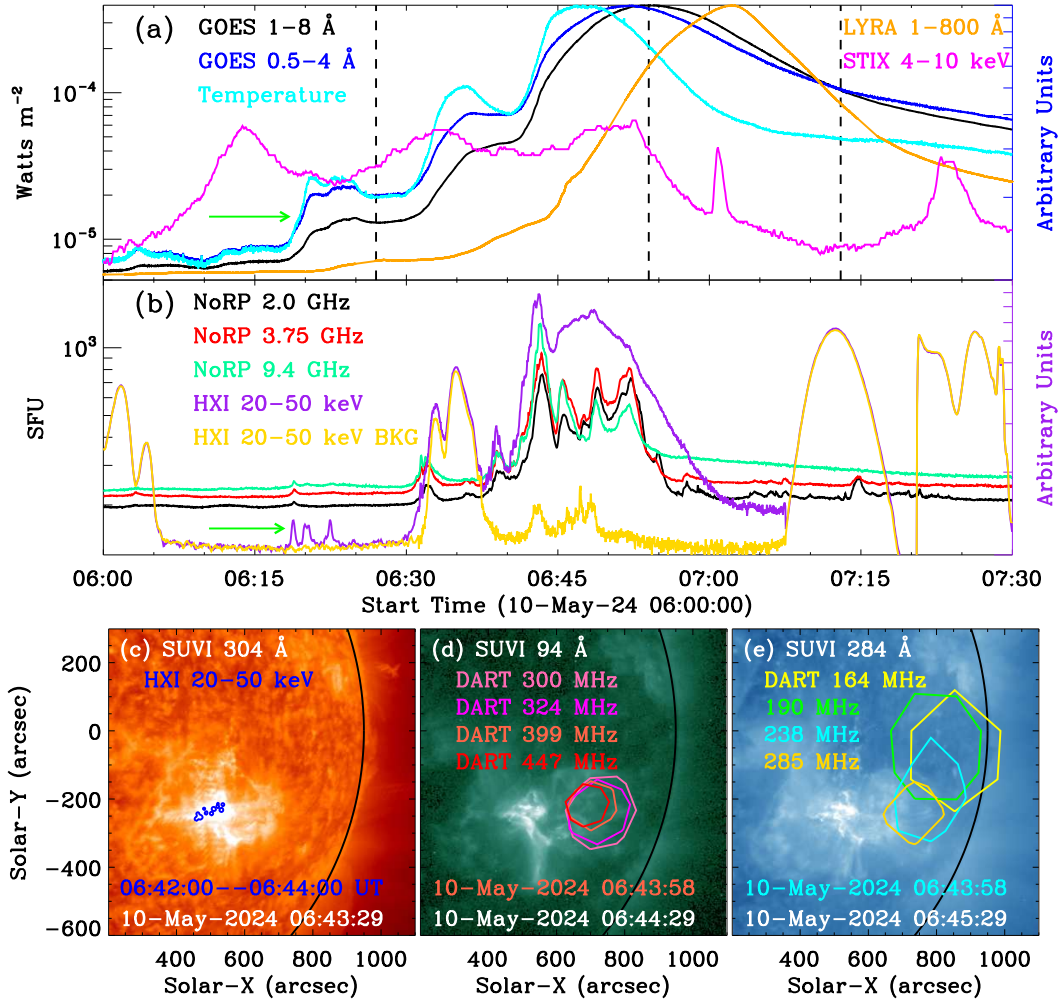 (a) GOES 1−8 Å LYRA 1−800 Å
GOES 0.5−4 Å STIX 4−10 keV
Temperature
10⁻⁴
10⁻⁵
Watts m⁻²
Arbitrary Units
(b) NoRP 2.0 GHz
NoRP 3.75 GHz
NoRP 9.4 GHz
HXI 20−50 keV
HXI 20−50 keV BKG
10³
SFU
Arbitrary Units
06:00 06:15 06:30 06:45 07:00 07:15 07:30
Start Time (10−May−24 06:00:00)
(c) SUVI 304 Å
HXI 20−50 keV
06:42:00−−06:44:00 UT
10−May−2024 06:43:29
200
0
−200
−400
−600
Solar−Y (arcsec)
400 600 800 1000
Solar−X (arcsec)
(d) SUVI 94 Å
DART 300 MHz
DART 324 MHz
DART 399 MHz
DART 447 MHz
10−May−2024 06:43:58
10−May−2024 06:44:29
400 600 800 1000
Solar−X (arcsec)
(e) SUVI 284 Å
DART 164 MHz
190 MHz
238 MHz
285 MHz
10−May−2024 06:43:58
10−May−2024 06:45:29
400 600 800 1000
Solar−X (arcsec)